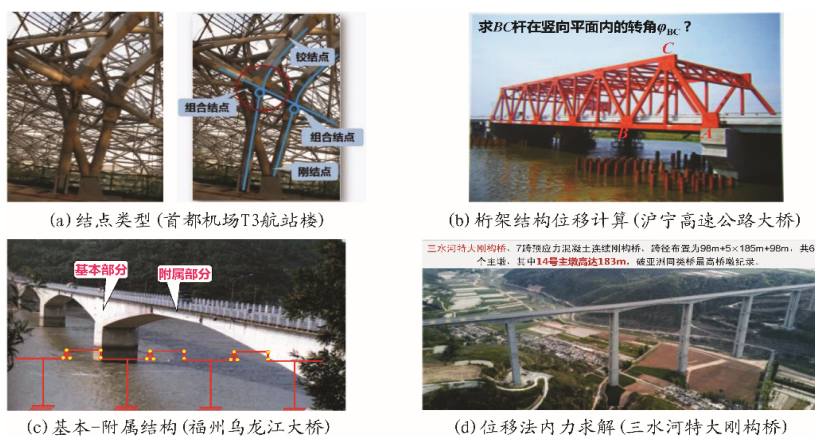 铰结点
组合结点
组合结点
刚结点
(a) 结点类型 (首都机场T3航站楼)
求BC杆在竖向平面内的转角φBC？
C
B
A
(b) 桁架结构位移计算 (沪宁高速公路大桥)
基本部分
附属部分
(c) 基本-附属结构 (福州乌龙江大桥)
三水河特大刚构桥，7跨预应力混凝土连续刚构桥，跨径布置为98m+5×185m+98m，共6
个主墩，其中14号主墩高达183m，破亚洲同类桥最高桥墩纪录．
(d) 位移法内力求解 (三水河特大刚构桥)